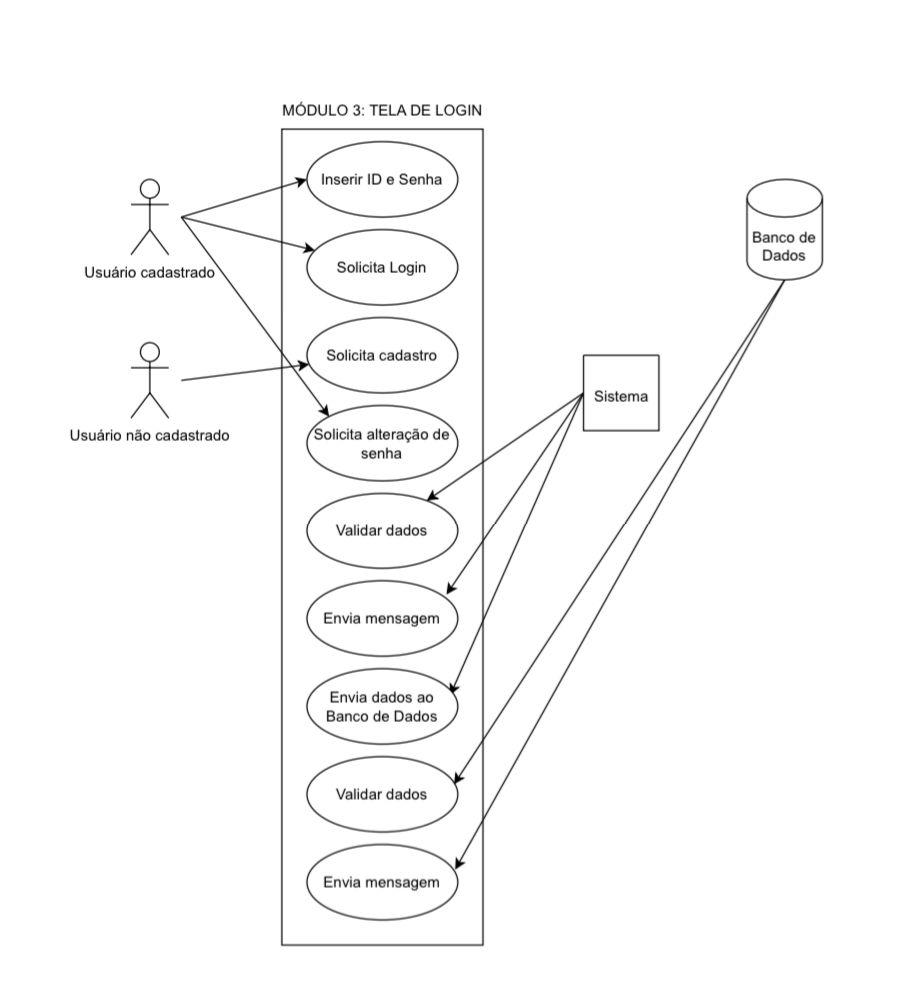 MÓDULO 3: TELA DE LOGIN
Inserir ID e Senha
Solicita Login
Solicita cadastro
Solicita alteração de
senha
Validar dados
Envia mensagem
Envia dados ao
Banco de Dados
Validar dados
Envia mensagem
Usuário cadastrado
Usuário não cadastrado
Sistema
Banco de
Dados